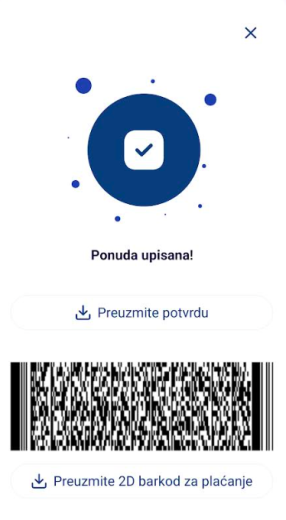 Ponuda upisana!
Preuzmite potvrdu
Preuzmite 2D barkod za plaćanje